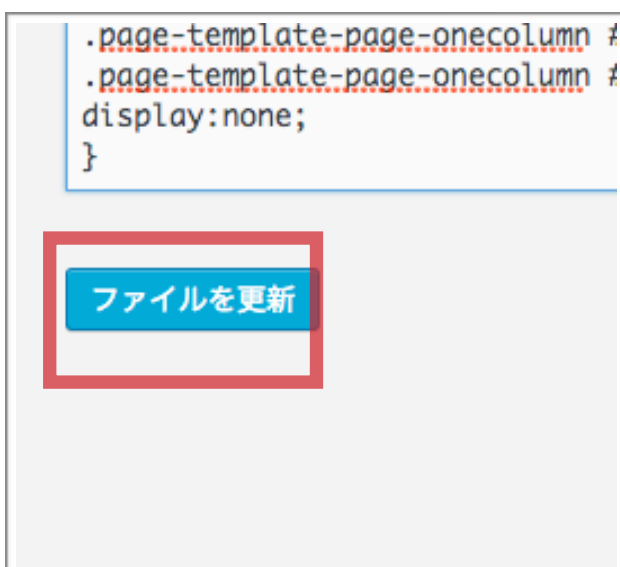 .page-template-page-onecolumn #
.page-template-page-onecolumn #
display:none;
}
ファイルを更新